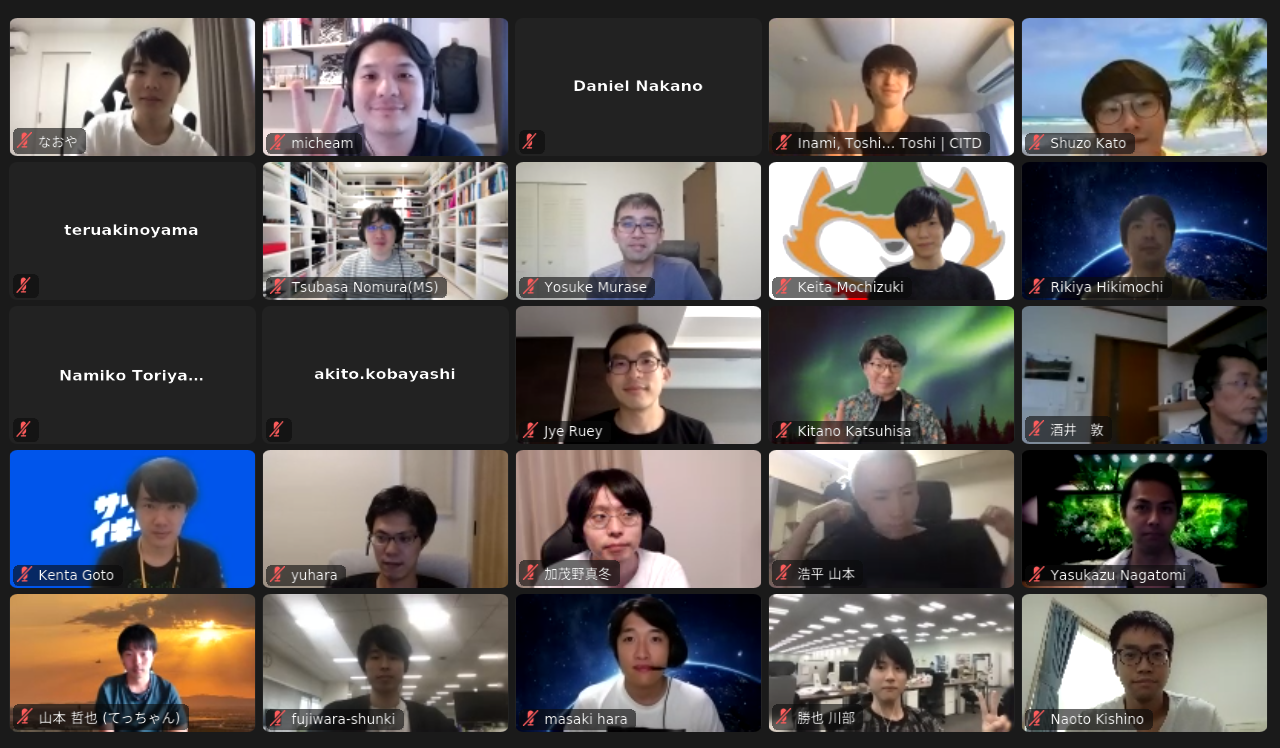 なおや
micheam
Daniel Nakano
Inami, Toshi... Toshi | CITD
Shuzo Kato
teruakinoyama
Tsubasa Nomura(MS)
Yosuke Murase
Keita Mochizuki
Rikiya Hikimochi
Namiko Toriya...
akito.kobayashi
Jye Ruey
Kitano Katsuhisa
酒井　敦
Kenta Goto
yuhara
加茂野真冬
浩平 山本
Yasukazu Nagatomi
山本 哲也 (てっちゃん)
fujiwara-shunki
masaki hara
勝也 川部
Naoto Kishino